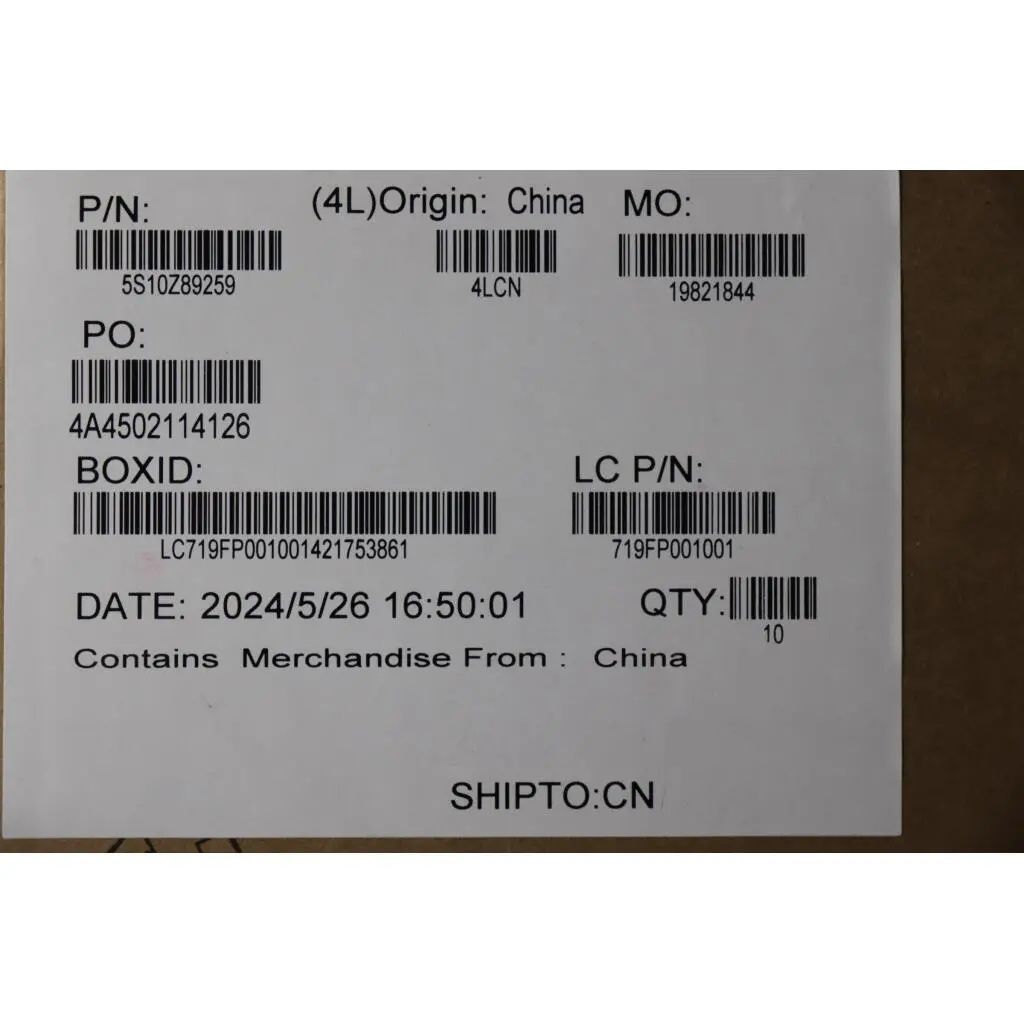 P/N: (4L)Origin: China MO:
5S10Z89259 4LCN 19821844
PO:
4A4502114126
BOXID: LC P/N:
LC719FP001001421753861 719FP001001
DATE: 2024/5/26 16:50:01 QTY:
10
Contains Merchandise From : China
SHIPTO:CN